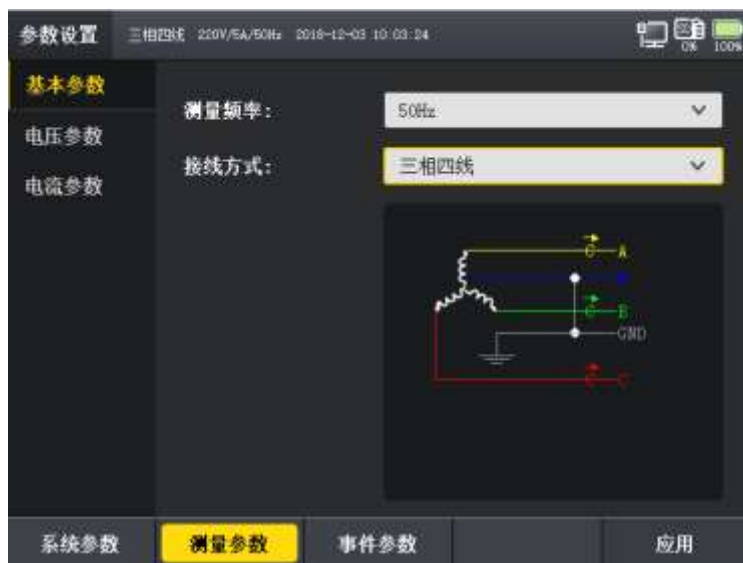 参数设置 三相四线 220V/5A/50Hz 2018-12-03 10:03:24 0% 100%
基本参数
电压参数
电流参数
测量频率: 50Hz
接线方式: 三相四线
A
B
GND
C
系统参数 测量参数 事件参数 应用